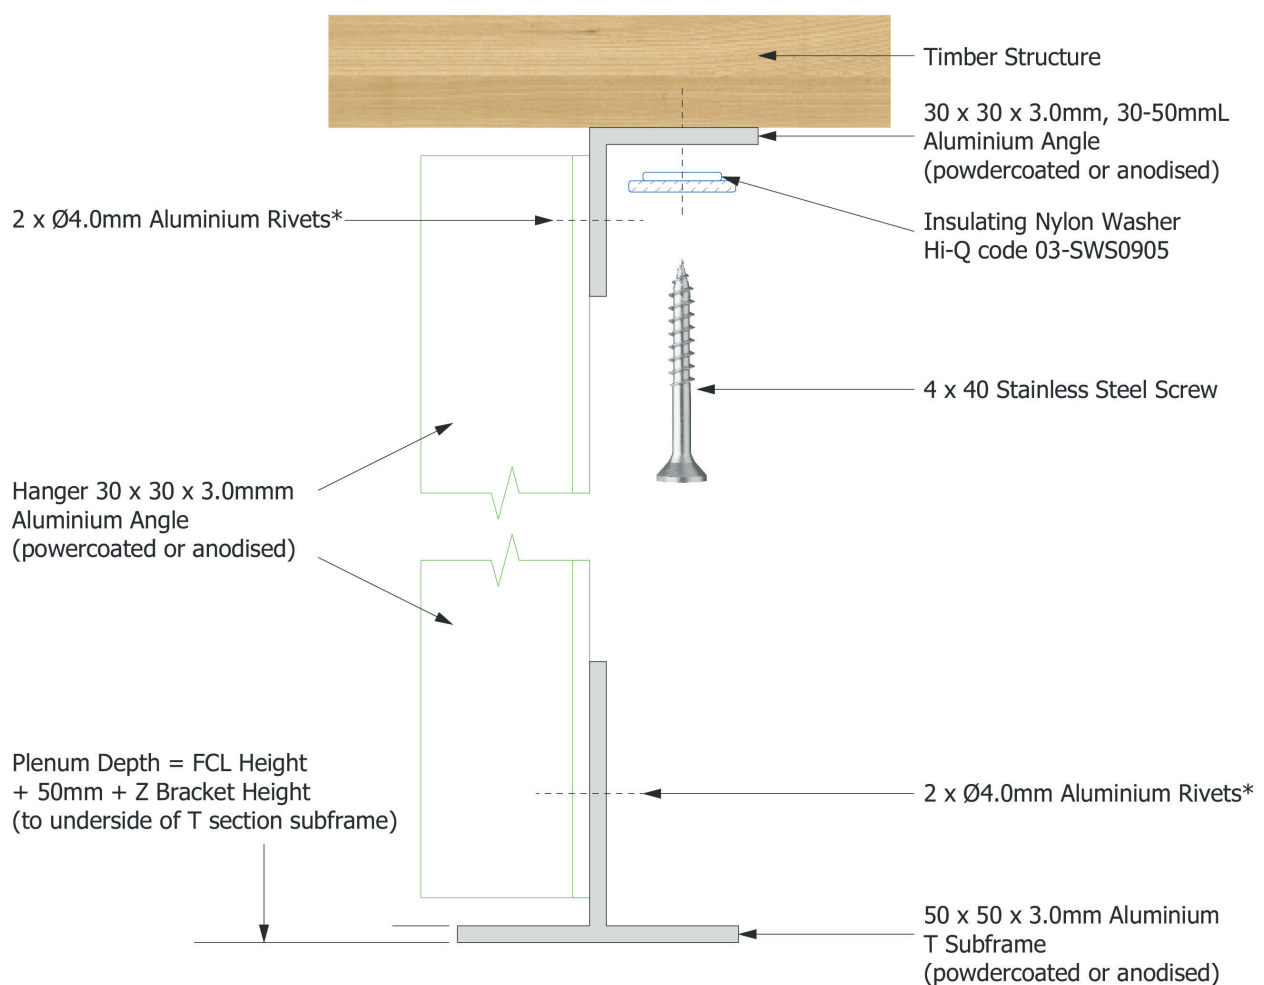 Timber Structure
30 x 30 x 3.0mm, 30-50mmL
Aluminium Angle
(powdercoated or anodised)
2 x Ø4.0mm Aluminium Rivets*
Insulating Nylon Washer
Hi-Q code 03-SWS0905
4 x 40 Stainless Steel Screw
Hanger 30 x 30 x 3.0mmm
Aluminium Angle
(powercoated or anodised)
Plenum Depth = FCL Height
+ 50mm + Z Bracket Height
(to underside of T section subframe)
2 x Ø4.0mm Aluminium Rivets*
50 x 50 x 3.0mm Aluminium
T Subframe
(powdercoated or anodised)